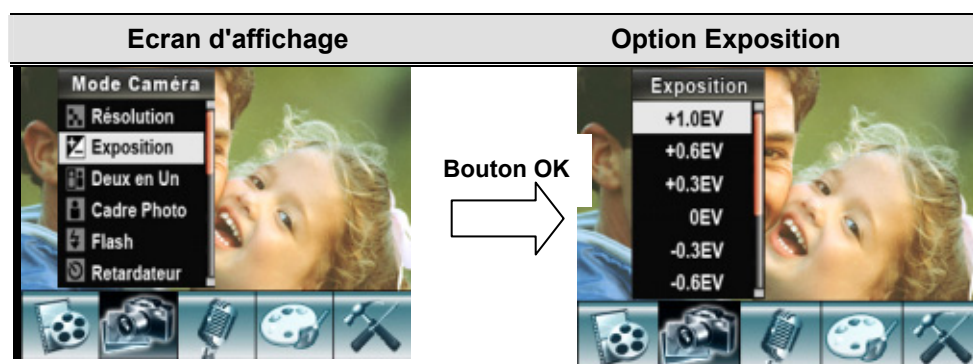 Ecran d'affichage
Option Exposition
Mode Caméra
Résolution
Exposition
Deux en Un
Cadre Photo
Flash
Retardateur
Bouton OK
Exposition
+1.0EV
+0.6EV
+0.3EV
0EV
-0.3EV
-0.6EV